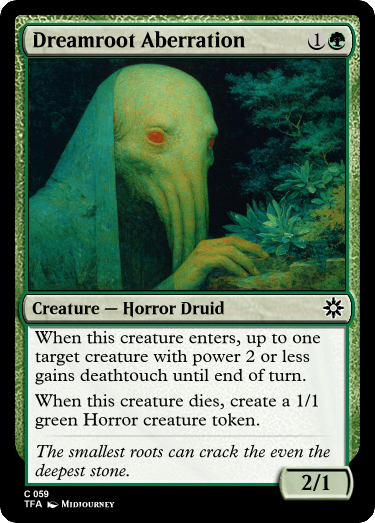 Dreamroot Aberration 1
Creature — Horror Druid
When this creature enters, up to one
target creature with power 2 or less
gains deathtouch until end of turn.
When this creature dies, create a 1/1
green Horror creature token.
The smallest roots can crack the even the
deepest stone.
2/1
C 059
TFA Midjourney